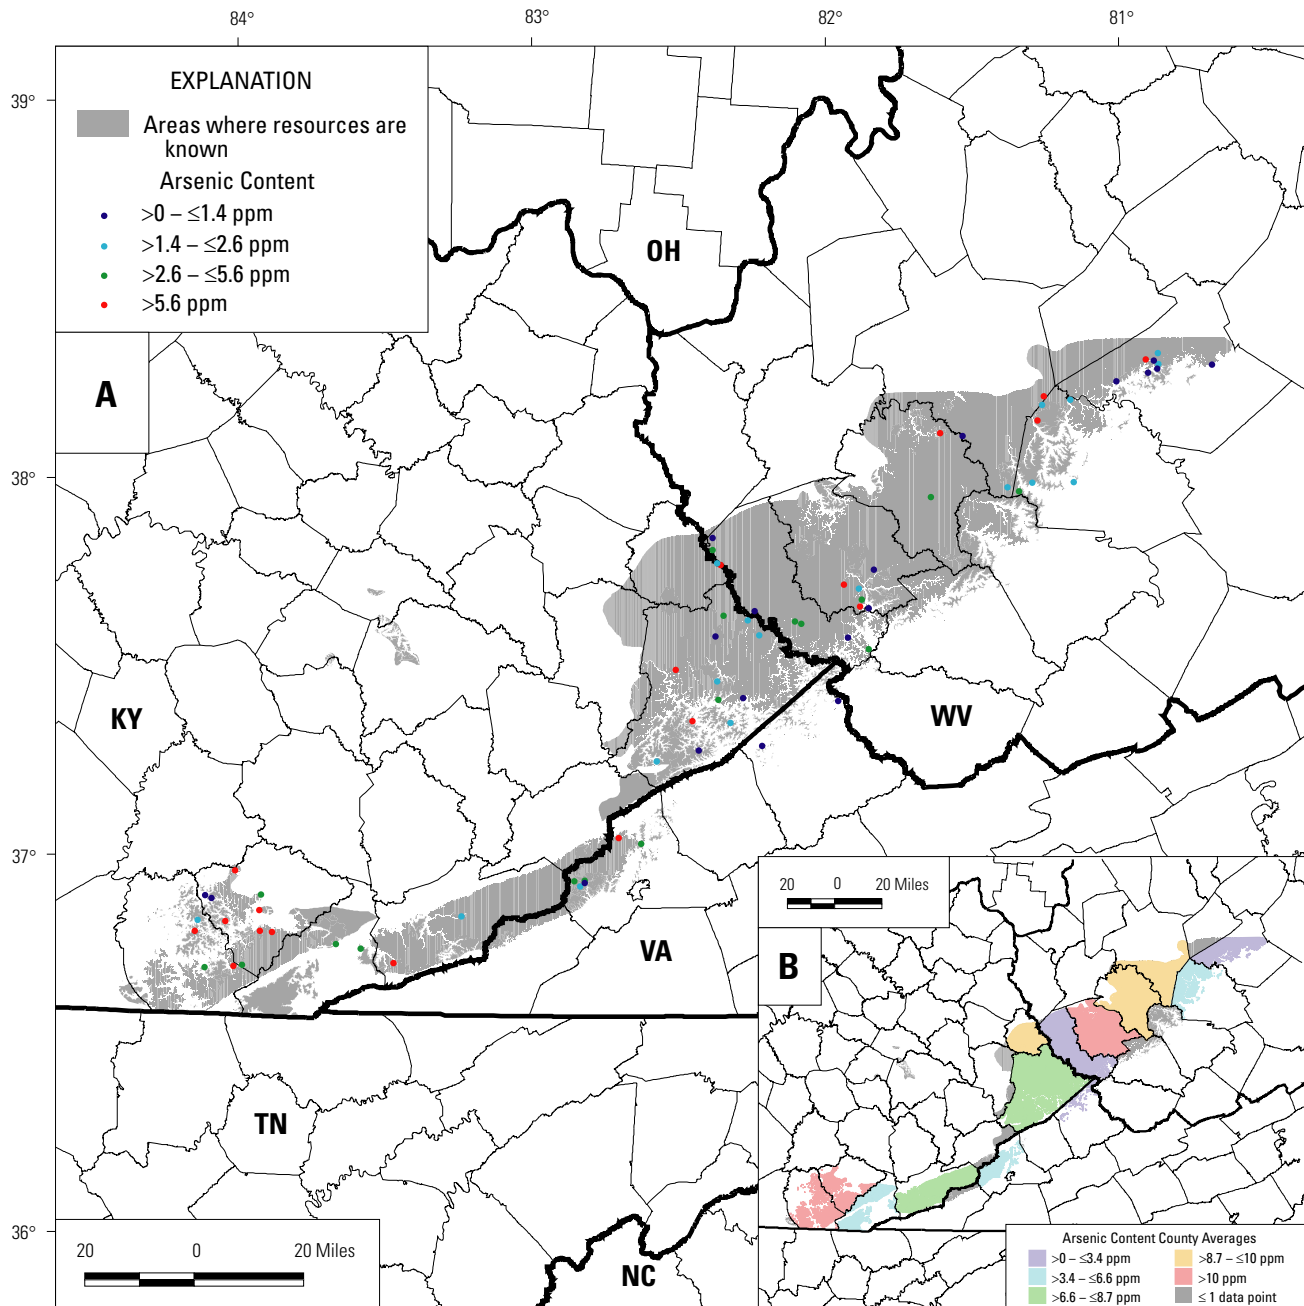 84°
83°
82°
81°
39°
38°
37°
36°
EXPLANATION
Areas where resources are
known
Arsenic Content
>0 – ≤1.4 ppm
>1.4 – ≤2.6 ppm
>2.6 – ≤5.6 ppm
>5.6 ppm
A
OH
KY
WV
VA
TN
NC
20 0 20 Miles
20 0 20 Miles
B
Arsenic Content County Averages
>0 – ≤3.4 ppm
>3.4 – ≤6.6 ppm
>6.6 – ≤8.7 ppm
>8.7 – ≤10 ppm
>10 ppm
≤ 1 data point